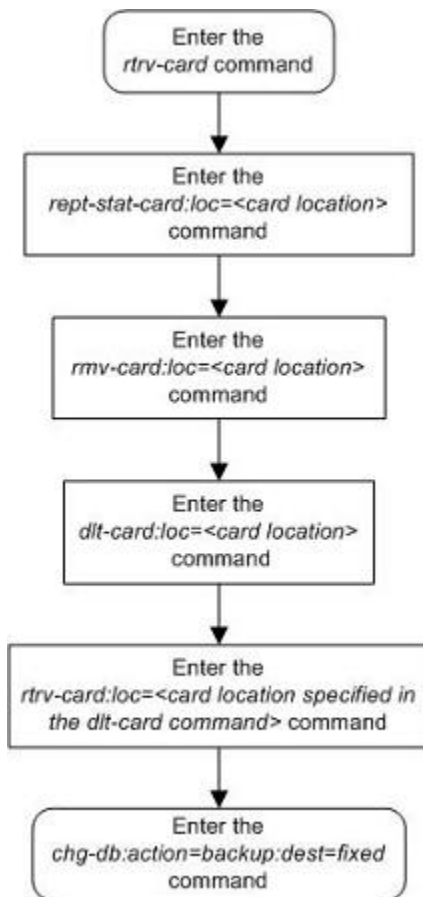 Enter the
rtrv-card command
Enter the
rept-stat-card:loc=<card location>
command
Enter the
rmv-card:loc=<card location>
command
Enter the
dlt-card:loc=<card location>
command
Enter the
rtrv-card:loc=<card location specified in
the dlt-card command> command
Enter the
chg-db:action=backup:dest=fixed
command